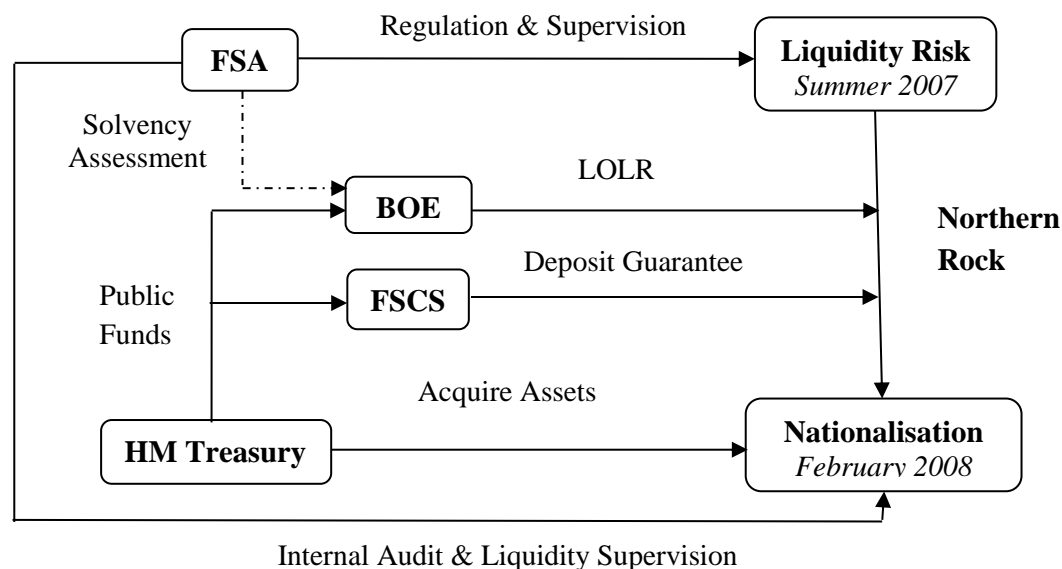 Regulation & Supervision
FSA
Liquidity Risk
Summer 2007
Solvency
Assessment
LOLR
BOE
Northern
Rock
Deposit Guarantee
Public
Funds
FSCS
Acquire Assets
HM Treasury
Nationalisation
February 2008
Internal Audit & Liquidity Supervision